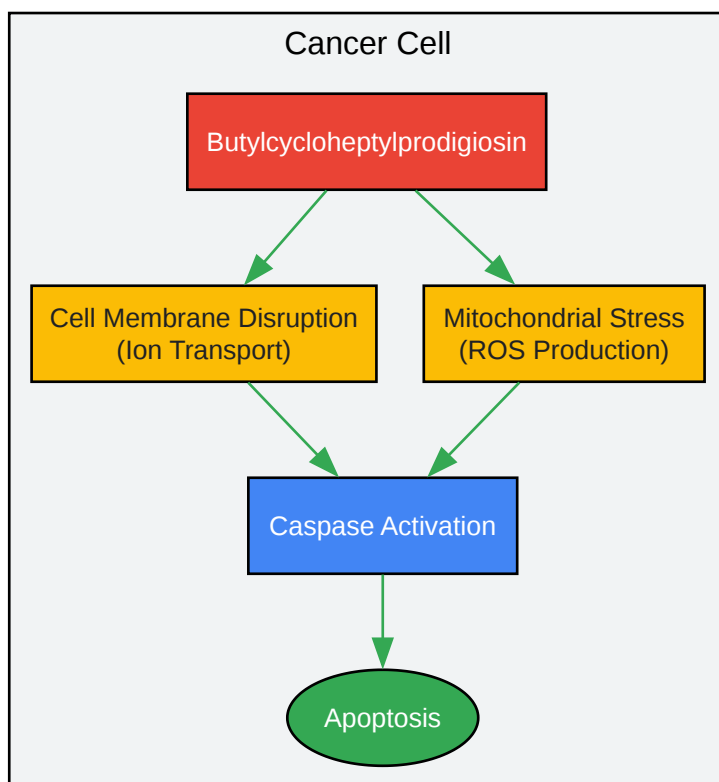 Cancer Cell
Butylcycloheptylprodigiosin
Cell Membrane Disruption
(Ion Transport)
Mitochondrial Stress
(ROS Production)
Caspase Activation
Apoptosis